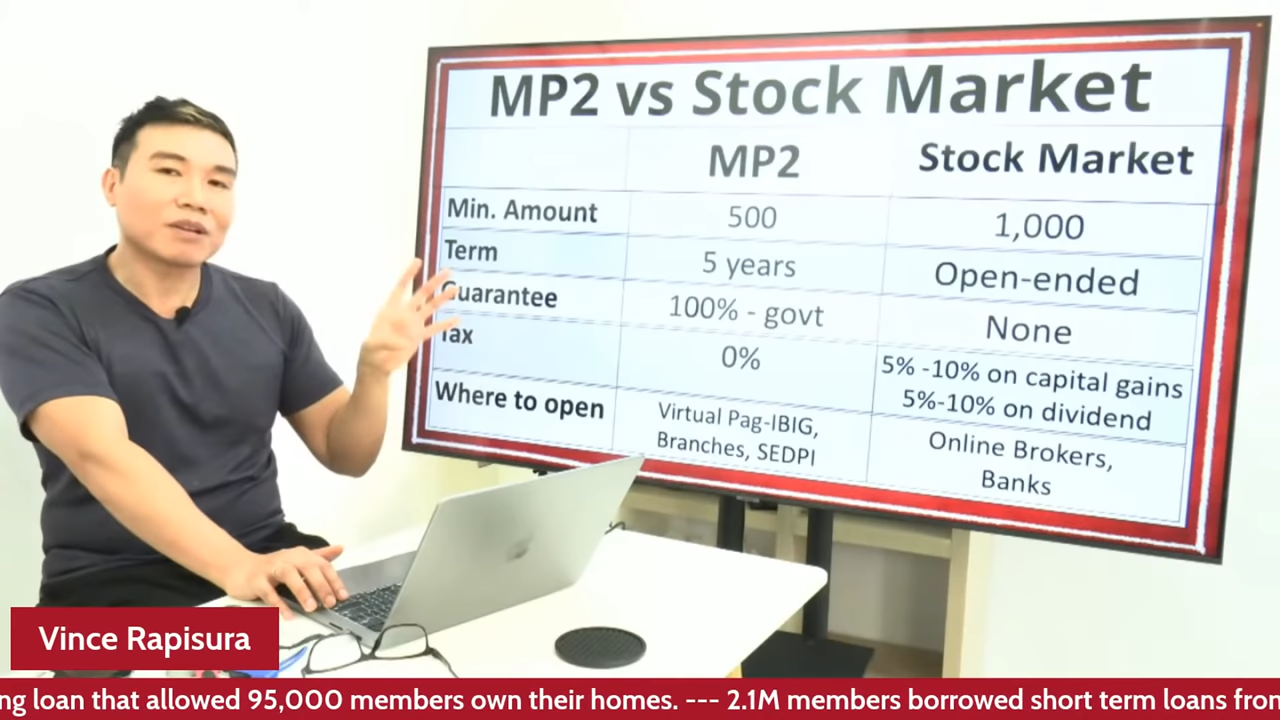 MP2 vs Stock Market
MP2 Stock Market
Min. Amount 500 1,000
Term 5 years Open-ended
Guarantee 100% - govt None
Tax 0% 5% -10% on capital gains
5%-10% on dividend
Where to open Virtual Pag-IBIG,
Branches, SEDPI
Online Brokers,
Banks
Vince Rapisura
ng loan that allowed 95,000 members own their homes. --- 2.1M members borrowed short term loans from